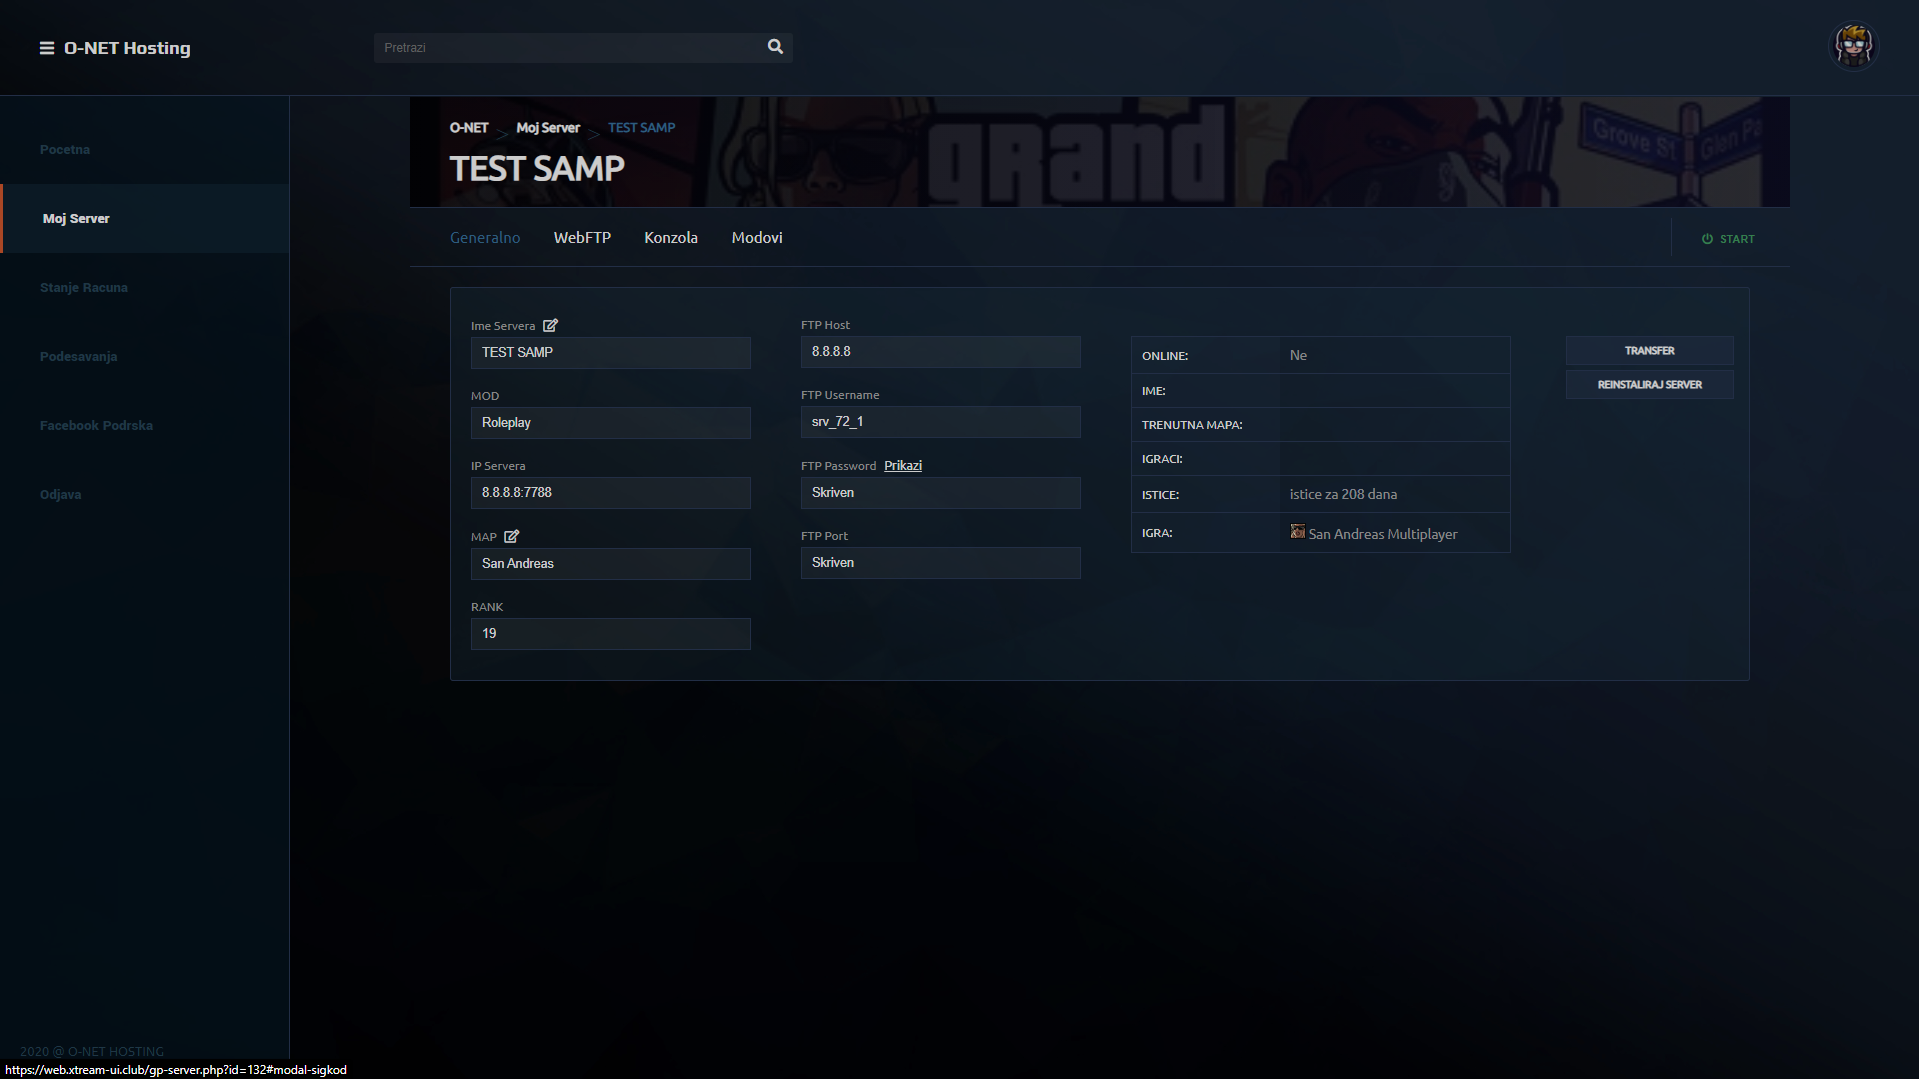 O-NET Hosting
Pretrazi
Pocetna
Moj Server
Stanje Racuna
Podesavanja
Facebook Podrska
Odjava
2020 @ O-NET HOSTING
O-NET > Moj Server > TEST SAMP
TEST SAMP
grand
Grove St
Glen Pa
Generalno WebFTP Konzola Modovi
START
Ime Servera
TEST SAMP
MOD
Roleplay
IP Servera
8.8.8.8:7788
MAP
San Andreas
RANK
19
FTP Host
8.8.8.8
FTP Username
srv_72_1
FTP Password Prikazi
Skriven
FTP Port
Skriven
ONLINE: Ne
IME:
TRENUTNA MAPA:
IGRACI:
ISTICE: istice za 208 dana
IGRA: San Andreas Multiplayer
TRANSFER
REINSTALIRAJ SERVER
https://web.xtream-ui.club/gp-server.php?id=132#modal-sigkod